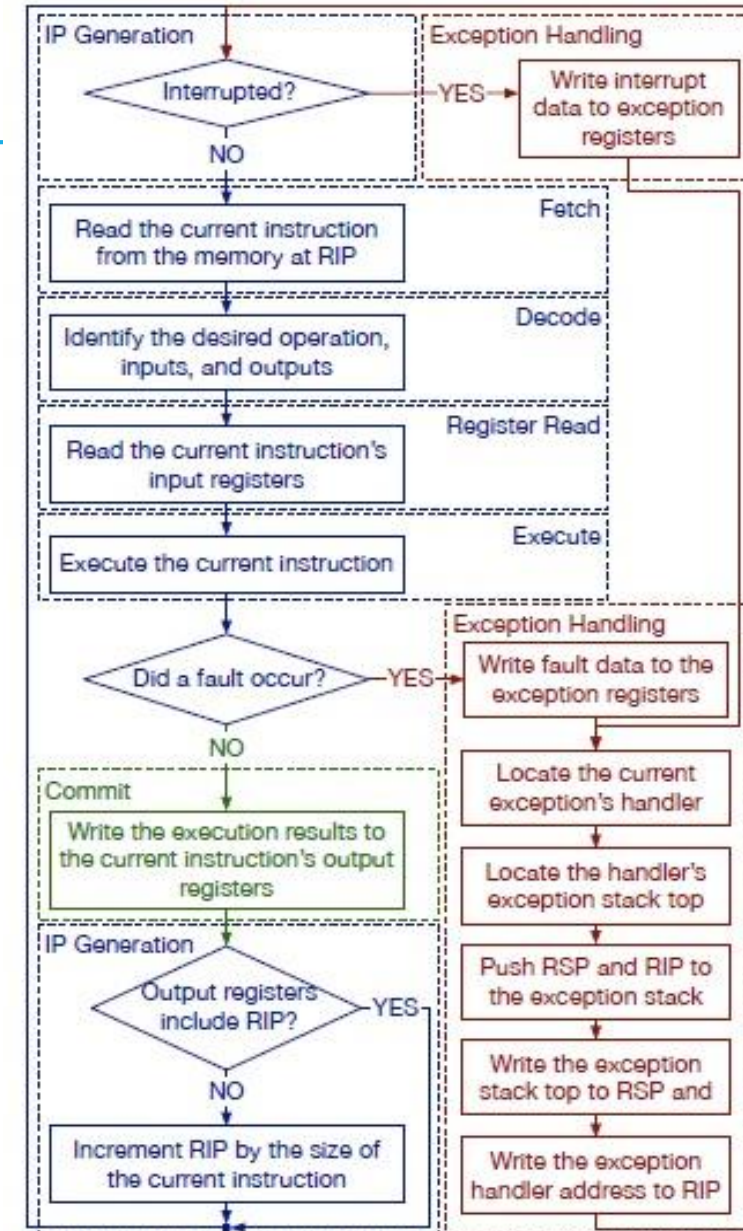 IP Generation
Interrupted?
YES
NO
Exception Handling
Write interrupt
data to exception
registers
Fetch
Read the current instruction
from the memory at RIP
Decode
Identify the desired operation,
inputs, and outputs
Register Read
Read the current instruction's
input registers
Execute
Execute the current instruction
Did a fault occur?
YES
NO
Exception Handling
Write fault data to the
exception registers
Locate the current
exception's handler
Locate the handler's
exception stack top
Push RSP and RIP to
the exception stack
Write the exception
stack top to RSP and
Write the exception
handler address to RIP
Commit
Write the execution results to
the current instruction's output
registers
IP Generation
Output registers
include RIP?
YES
NO
Increment RIP by the size of
the current instruction